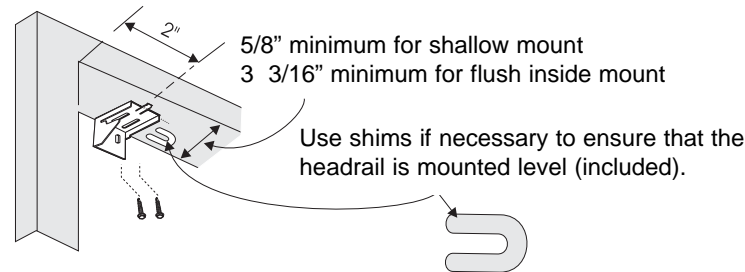 2"
5/8” minimum for shallow mount
3 3/16” minimum for flush inside mount
Use shims if necessary to ensure that the
headrail is mounted level (included).